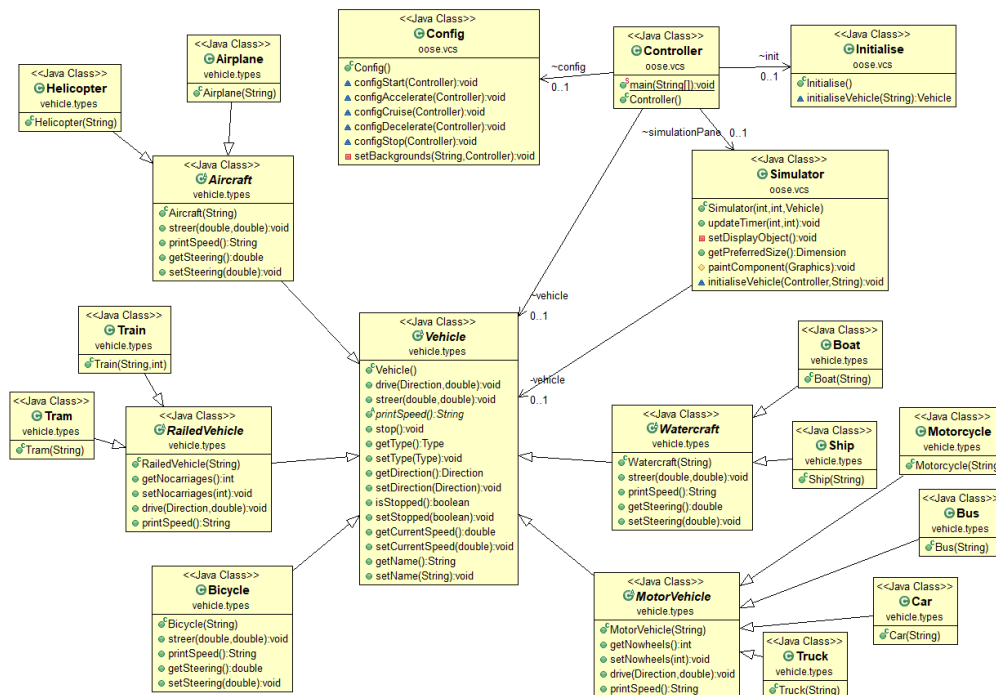 <<Java Class>>
Config
oose.vcs
Config()
configStart(Controller):void
configAccelerate(Controller):void
configCruise(Controller):void
configDecelerate(Controller):void
configStop(Controller):void
setBackgrounds(String,Controller):void
<<Java Class>>
Controller
oose.vcs
main(String[]):void
Controller()
<<Java Class>>
Initialise
oose.vcs
Initialise()
initialiseVehicle(String):Vehicle
~config
0..1
~init
0..1
~simulationPane 0..1
<<Java Class>>
Airplane
vehicle.types
Airplane(String)
<<Java Class>>
Helicopter
vehicle.types
Helicopter(String)
<<Java Class>>
Aircraft
vehicle.types
Aircraft(String)
streer(double,double):void
printSpeed():String
getSteering():double
setSteering(double):void
<<Java Class>>
Simulator
oose.vcs
Simulator(int,int,Vehicle)
updateTimer(int,int):void
setDisplayObject():void
getPreferredSize():Dimension
paintComponent(Graphics):void
initialiseVehicle(Controller,String):void
~vehicle
0..1
-vehicle
0..1
<<Java Class>>
Train
vehicle.types
Train(String,int)
<<Java Class>>
Tram
vehicle.types
Tram(String)
<<Java Class>>
RailedVehicle
vehicle.types
RailedVehicle(String)
getNocarriages():int
setNocarriages(int):void
drive(Direction,double):void
printSpeed():String
<<Java Class>>
Vehicle
vehicle.types
Vehicle()
drive(Direction,double):void
streer(double,double):void
printSpeed():String
stop():void
getType():Type
setType(Type):void
getDirection():Direction
setDirection(Direction):void
isStopped():boolean
setStopped(boolean):void
getCurrentSpeed():double
setCurrentSpeed(double):void
getName():String
setName(String):void
<<Java Class>>
Boat
vehicle.types
Boat(String)
<<Java Class>>
Watercraft
vehicle.types
Watercraft(String)
streer(double,double):void
printSpeed():String
getSteering():double
setSteering(double):void
<<Java Class>>
Ship
vehicle.types
Ship(String)
<<Java Class>>
Motorcycle
vehicle.types
Motorcycle(String)
<<Java Class>>
Bus
vehicle.types
Bus(String)
<<Java Class>>
Bicycle
vehicle.types
Bicycle(String)
streer(double,double):void
printSpeed():String
getSteering():double
setSteering(double):void
<<Java Class>>
MotorVehicle
vehicle.types
MotorVehicle(String)
getNowheels():int
setNowheels(int):void
drive(Direction,double):void
printSpeed():String
<<Java Class>>
Car
vehicle.types
Car(String)
<<Java Class>>
Truck
vehicle.types
Truck(String)